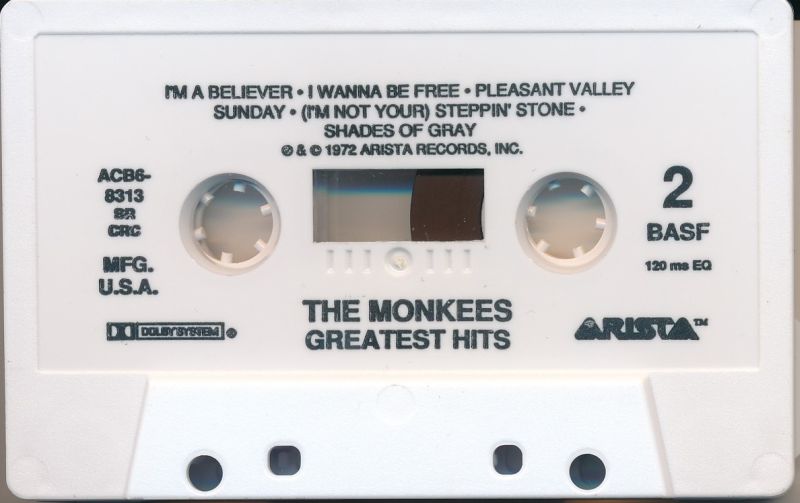 I'M A BELIEVER • I WANNA BE FREE • PLEASANT VALLEY
SUNDAY • (I'M NOT YOUR) STEPPIN' STONE •
SHADES OF GRAY
℗ & © 1972 ARISTA RECORDS, INC.
ACB6-
8313
SR
CRC
MFG.
U.S.A.
2
BASF
120 ms EQ
THE MONKEES
GREATEST HITS
DOLBY SYSTEM ®
ARISTA™